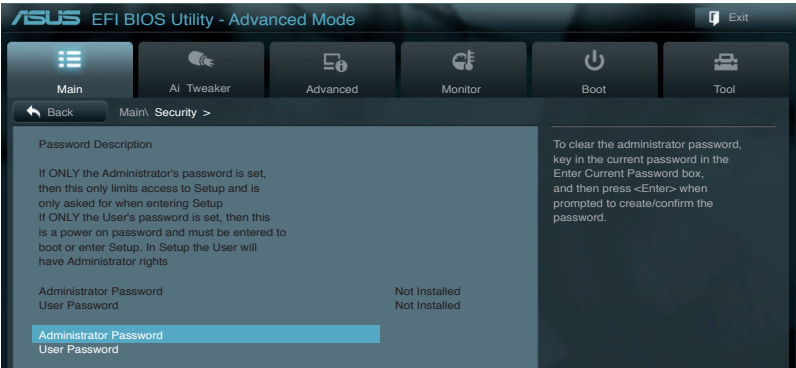 ASUS EFI BIOS Utility - Advanced Mode
Exit
Main
Ai Tweaker
Advanced
Monitor
Boot
Tool
Back
Main\ Security >
Password Description
If ONLY the Administrator's password is set,
then this only limits access to Setup and is
only asked for when entering Setup
If ONLY the User's password is set, then this
is a power on password and must be entered to
boot or enter Setup. In Setup the User will
have Administrator rights
Administrator Password Not Installed
User Password Not Installed
Administrator Password
User Password
To clear the administrator password,
key in the current password in the
Enter Current Password box,
and then press <Enter> when
prompted to create/confirm the
password.